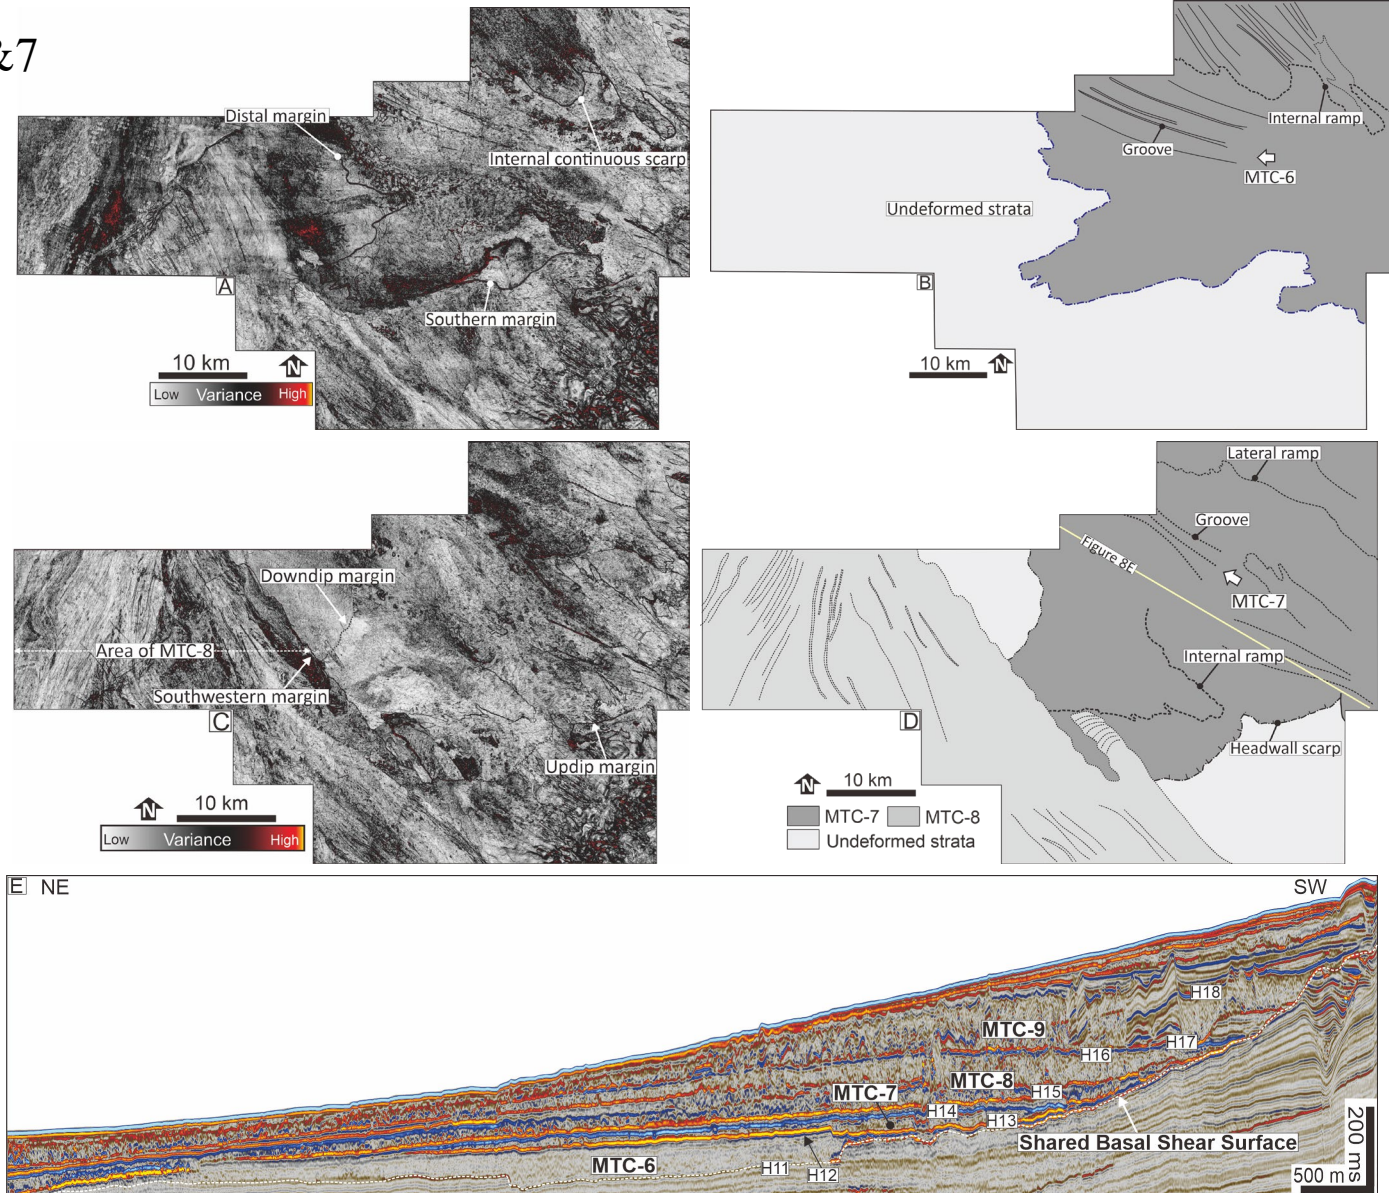 &7
Distal margin
Internal continuous scarp
A
Southern margin
10 km
N
Low Variance High
Internal ramp
Groove
MTC-6
Undeformed strata
B
10 km
N
Downdip margin
Area of MTC-8
Southwestern margin
C
Updip margin
10 km
N
Low Variance High
Lateral ramp
Groove
Figure 8E
MTC-7
Internal ramp
D
Headwall scarp
N
10 km
MTC-7 MTC-8
Undeformed strata
E NE
SW
H18
MTC-9
H17
H16
MTC-8
H15
MTC-7
H14
H13
Shared Basal Shear Surface
MTC-6
H11
H12
200 ms
500 m